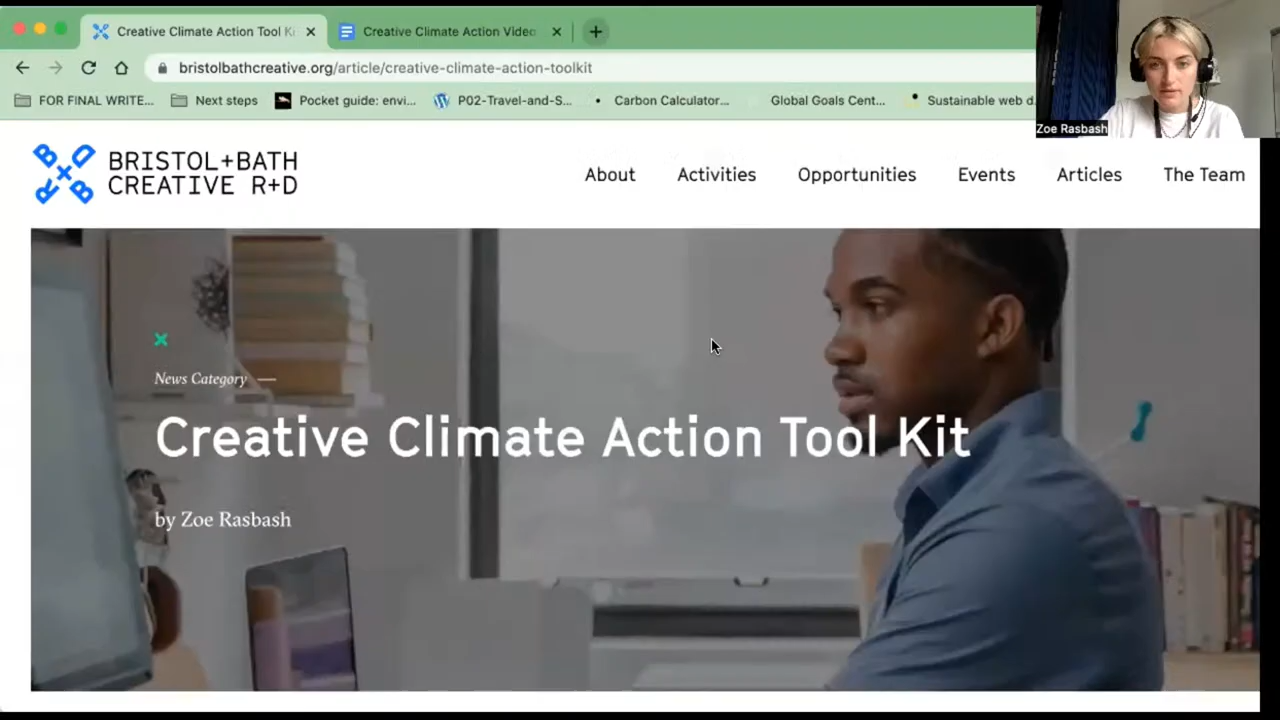 Creative Climate Action Tool Ki
Creative Climate Action Video
bristolbathcreative.org/article/creative-climate-action-toolkit
FOR FINAL WRITE...
Next steps
Pocket guide: envi...
P02-Travel-and-S...
Carbon Calculator...
Global Goals Cent...
Sustainable web d
Zoe Rasbash
BRISTOL+BATH
CREATIVE R+D
About
Activities
Opportunities
Events
Articles
The Team
News Category
Creative Climate Action Tool Kit
by Zoe Rasbash